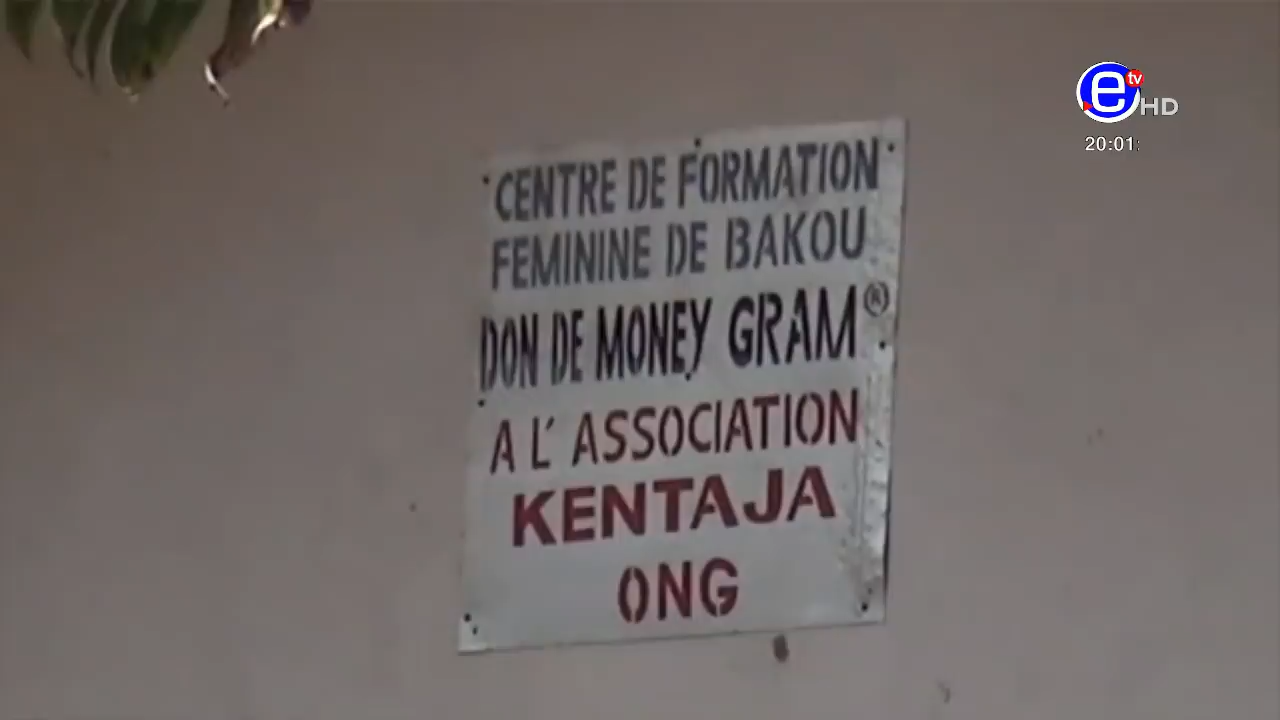 CENTRE DE FORMATION
FEMININE DE BAKOU
DON DE MONEY GRAM®
A L' ASSOCIATION
KENTAJA
ONG
e tv HD
20:01: